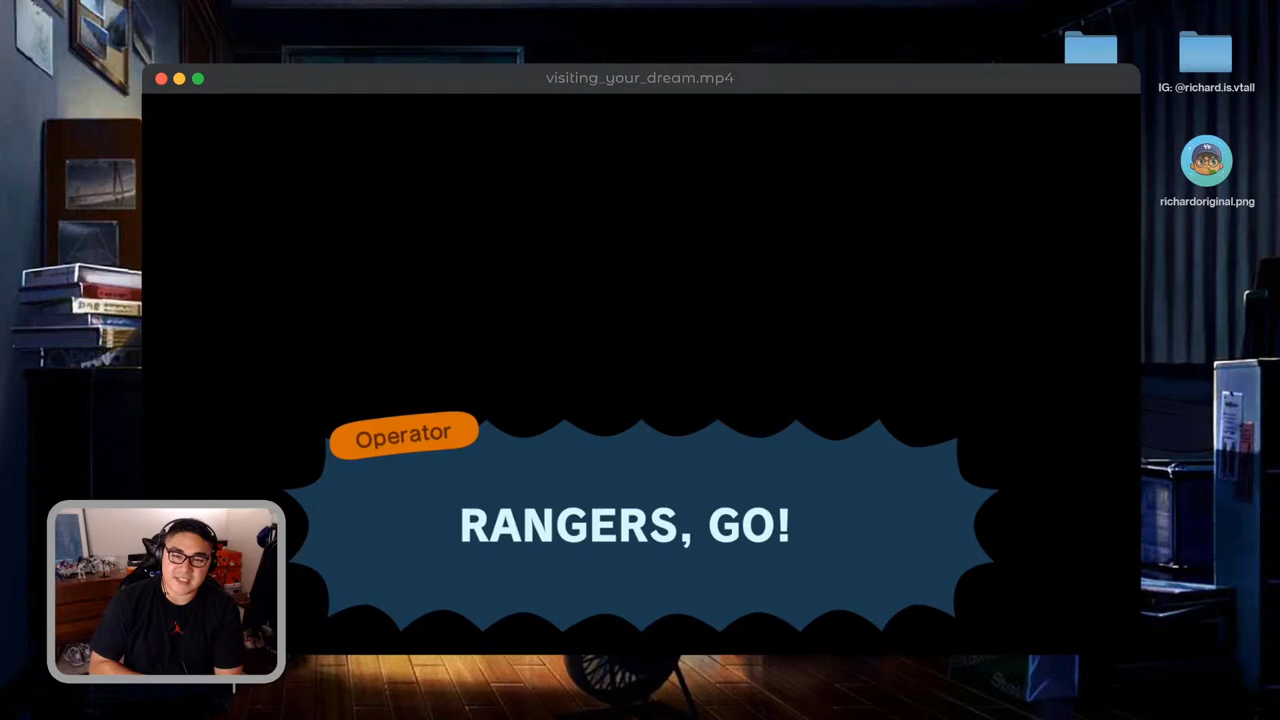 visiting_your_dream.mp4
IG: @richard.is.vtall
richardoriginal.png
Operator
RANGERS, GO!